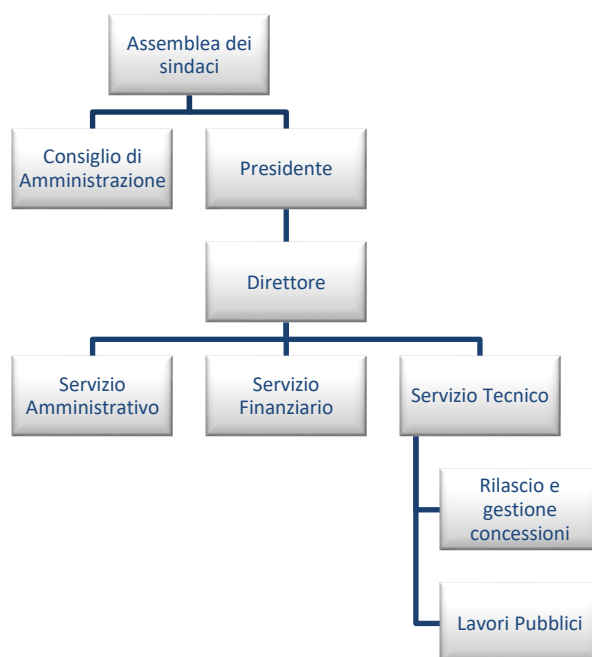 Assemblea dei
sindaci
Consiglio di
Amministrazione
Presidente
Direttore
Servizio
Amministrativo
Servizio
Finanziario
Servizio Tecnico
Rilascio e
gestione
concessioni
Lavori Pubblici